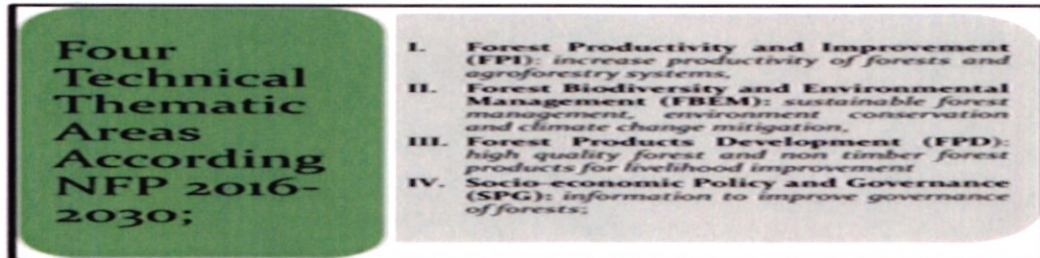 Four
Technical
Thematic
Areas
According
NFP 2016-
2030;
I. Forest Productivity and Improvement
(FPI): increase productivity of forests and
agroforestry systems,
II. Forest Biodiversity and Environmental
Management (FBEM): sustainable forest
management, environment conservation
and climate change mitigation,
III. Forest Products Development (FPD):
high quality forest and non timber forest
products for livelihood improvement
IV. Socio-economic Policy and Governance
(SPG): information to improve governance
of forests;